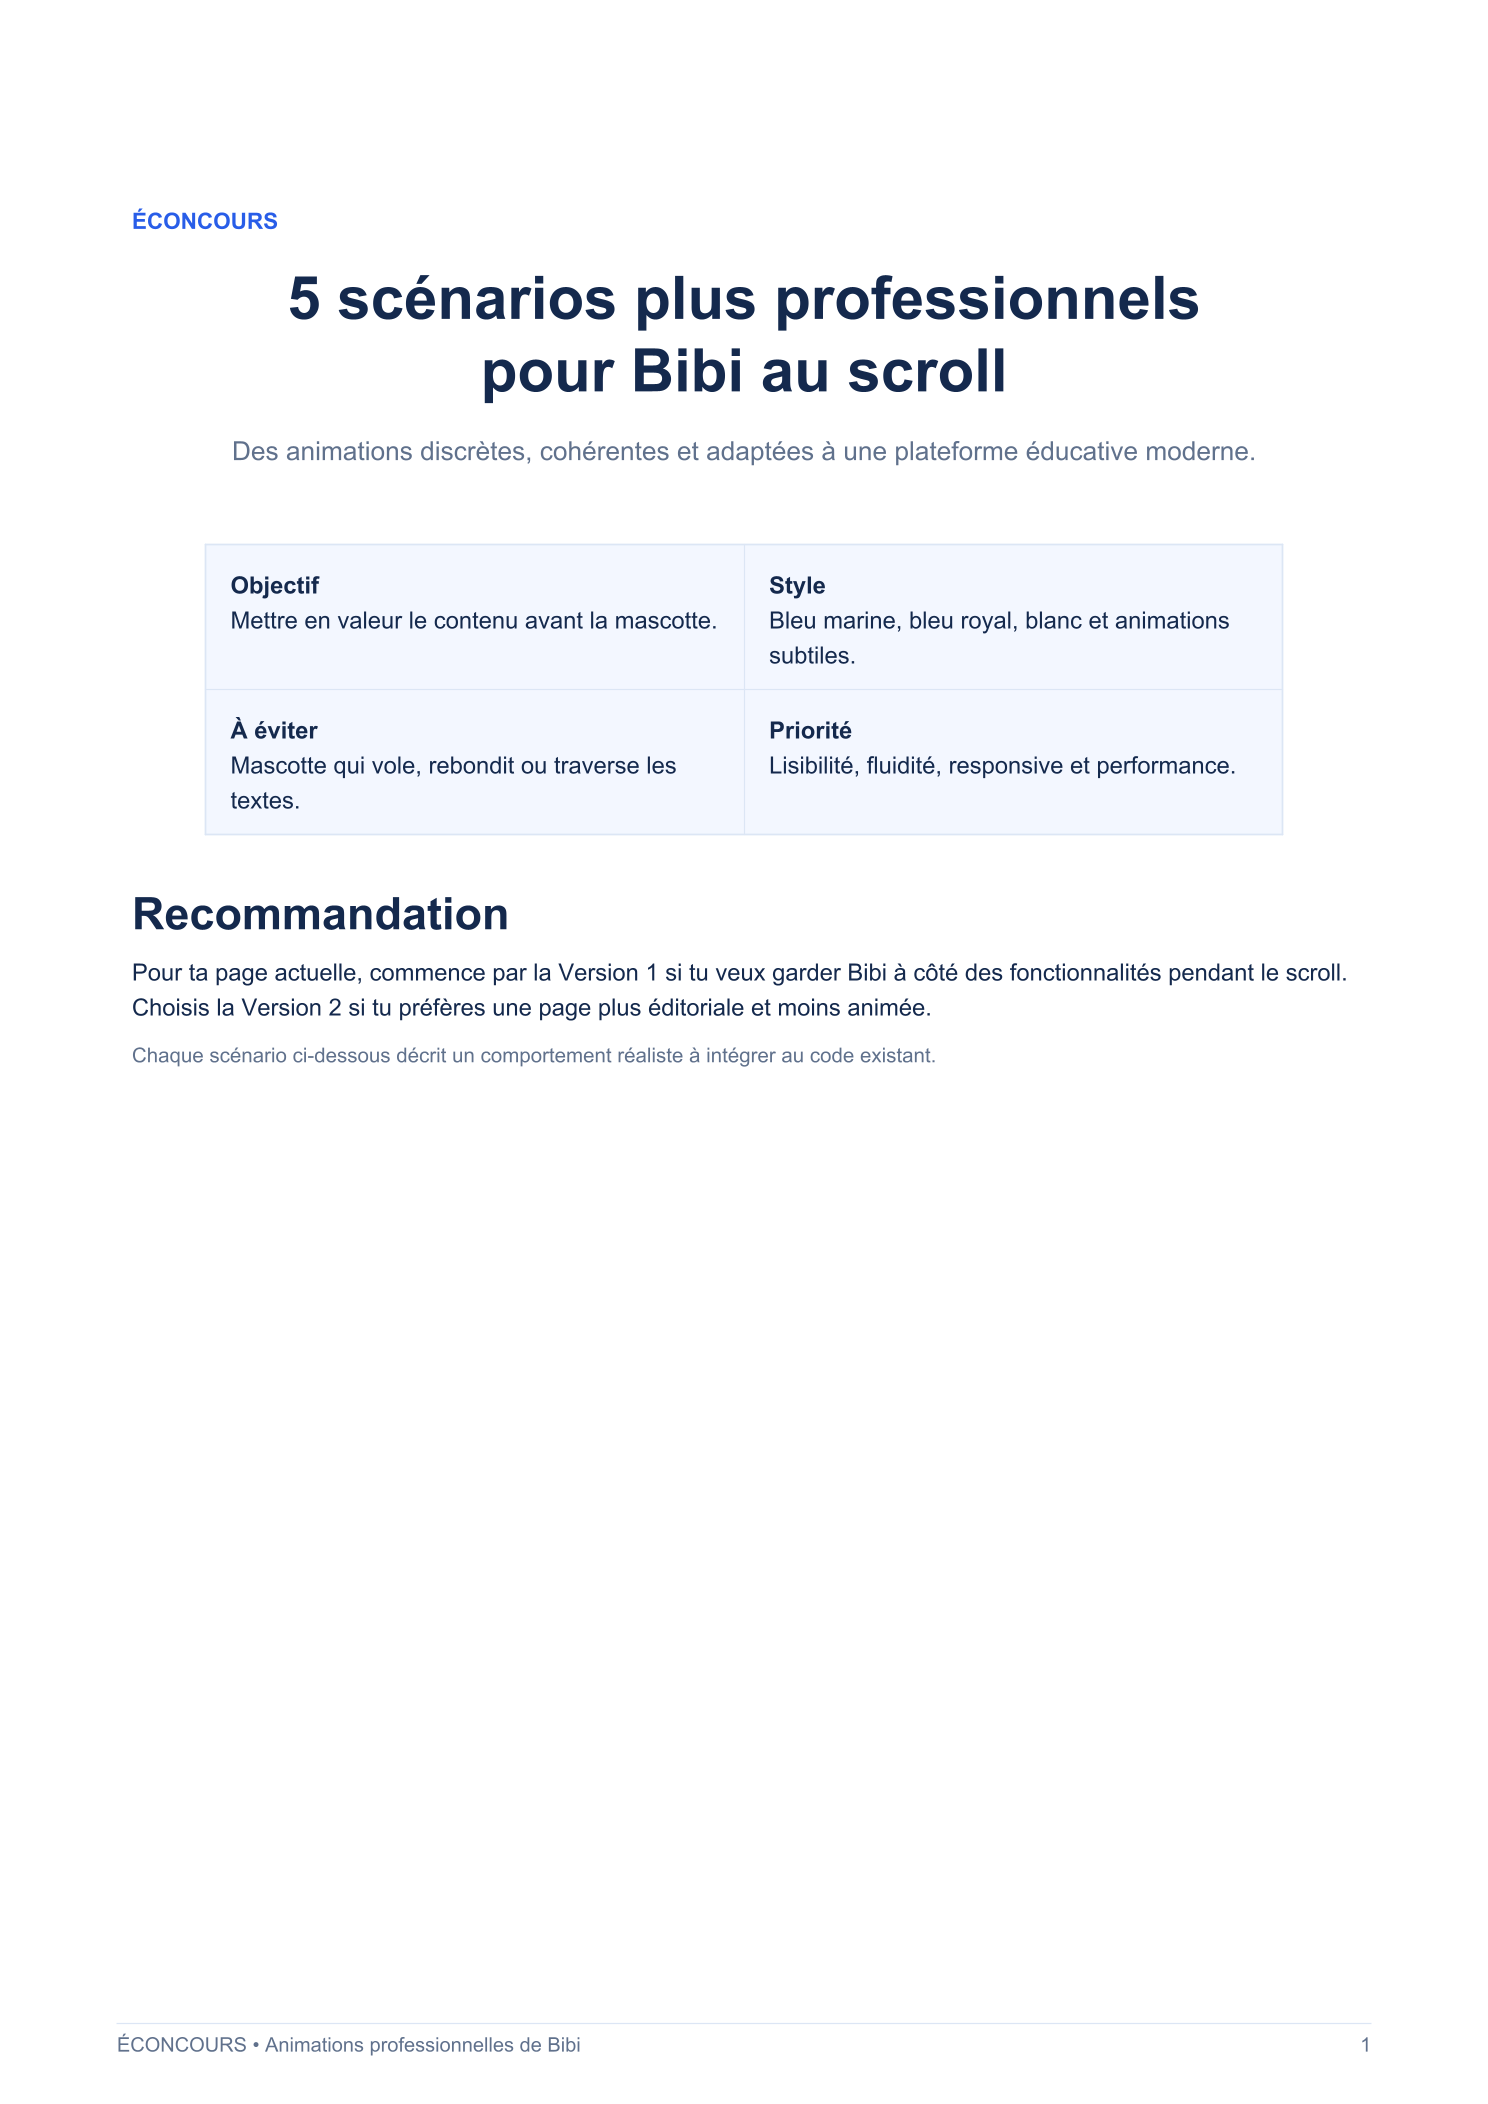 ÉCONCOURS
5 scénarios plus professionnels
pour Bibi au scroll
Des animations discrètes, cohérentes et adaptées à une plateforme éducative moderne.
Objectif
Mettre en valeur le contenu avant la mascotte.
Style
Bleu marine, bleu royal, blanc et animations
subtiles.
À éviter
Mascotte qui vole, rebondit ou traverse les
textes.
Priorité
Lisibilité, fluidité, responsive et performance.
Recommandation
Pour ta page actuelle, commence par la Version 1 si tu veux garder Bibi à côté des fonctionnalités pendant le scroll.
Choisis la Version 2 si tu préfères une page plus éditoriale et moins animée.
Chaque scénario ci-dessous décrit un comportement réaliste à intégrer au code existant.
ÉCONCOURS • Animations professionnelles de Bibi
1